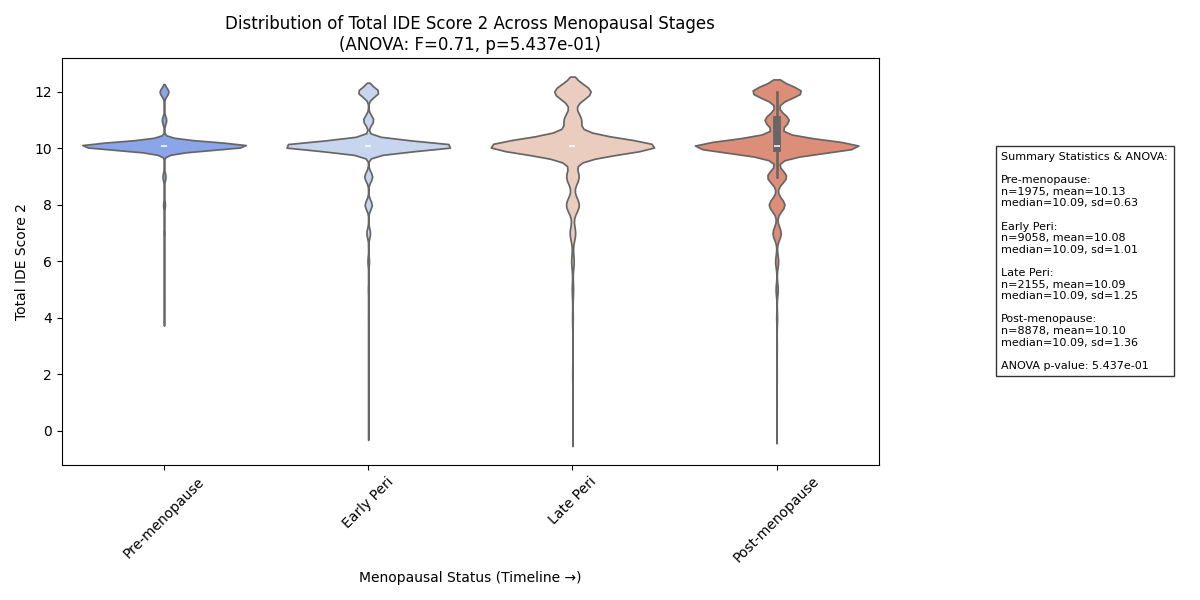 Distribution of Total IDE Score 2 Across Menopausal Stages
(ANOVA: F=0.71, p=5.437e-01)
Total IDE Score 2
12
10
8
6
4
2
0
Pre-menopause
Early Peri
Late Peri
Post-menopause
Menopausal Status (Timeline →)
Summary Statistics & ANOVA:
Pre-menopause:
n=1975, mean=10.13
median=10.09, sd=0.63
Early Peri:
n=9058, mean=10.08
median=10.09, sd=1.01
Late Peri:
n=2155, mean=10.09
median=10.09, sd=1.25
Post-menopause:
n=8878, mean=10.10
median=10.09, sd=1.36
ANOVA p-value: 5.437e-01